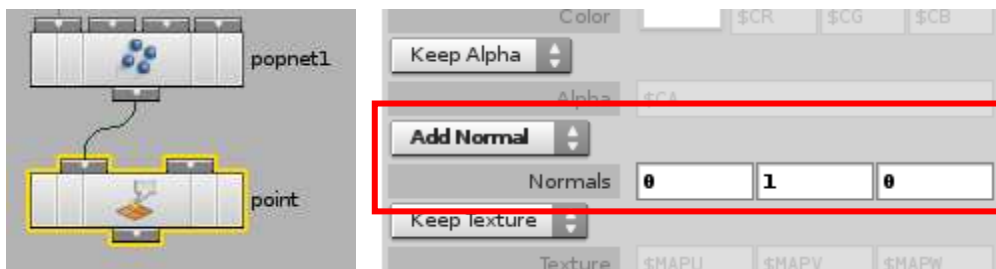 popnet1
point
Color $CR $CG $CB
Keep Alpha
Alpha $CA
Add Normal
Normals 0 1 0
Keep Texture
Texture $MAPU $MAPV $MAPW